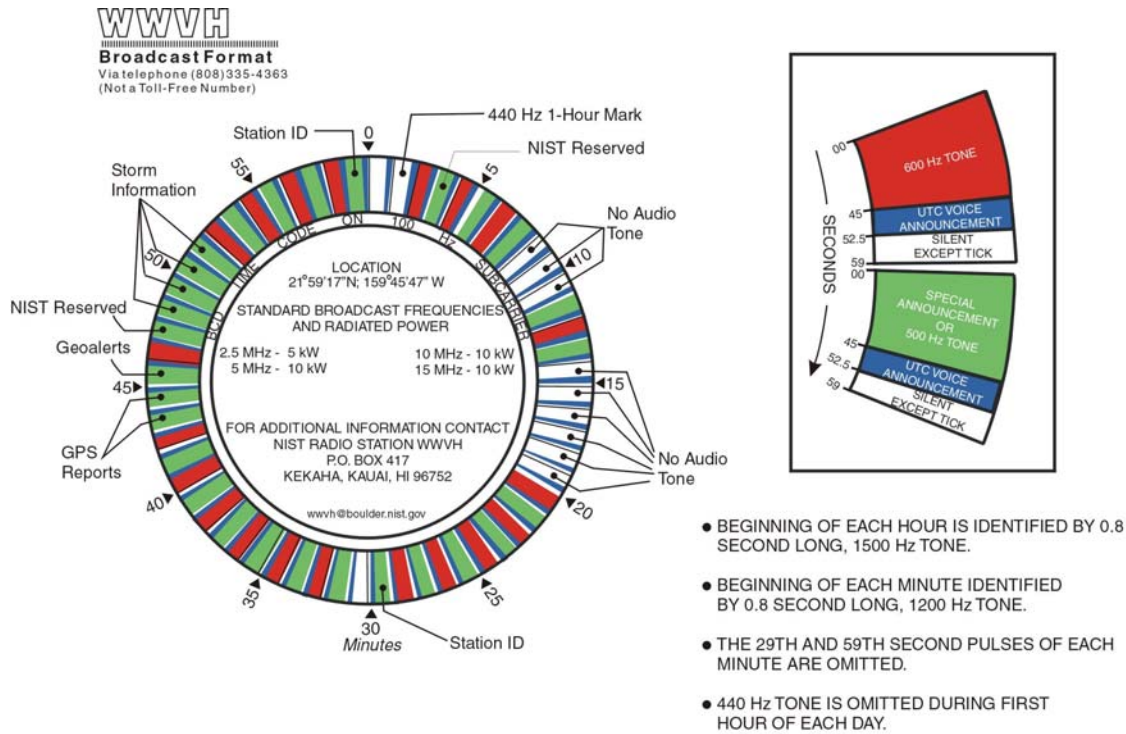 WWVH
Broadcast Format
Via telephone (808)335-4363
(Not a Toll-Free Number)
Station ID
0
440 Hz 1-Hour Mark
NIST Reserved
5
No Audio
Tone
10
15
No Audio
Tone
20
25
Station ID
30
Minutes
35
40
GPS
Reports
45
Geoalerts
NIST Reserved
50
Storm
Information
55
BCD TIME CODE ON 100 Hz SUBCARRIER
LOCATION
21°59'17"N; 159°45'47" W
STANDARD BROADCAST FREQUENCIES
AND RADIATED POWER
2.5 MHz - 5 kW 10 MHz - 10 kW
5 MHz - 10 kW 15 MHz - 10 kW
FOR ADDITIONAL INFORMATION CONTACT
NIST RADIO STATION WWVH
P.O. BOX 417
KEKAHA, KAUAI, HI 96752
wwvh@boulder.nist.gov
SECONDS
00
600 Hz TONE
45
UTC VOICE
ANNOUNCEMENT
52.5
SILENT
EXCEPT TICK
59
00
SPECIAL
ANNOUNCEMENT
OR
500 Hz TONE
45
UTC VOICE
ANNOUNCEMENT
52.5
SILENT
EXCEPT TICK
59
● BEGINNING OF EACH HOUR IS IDENTIFIED BY 0.8
SECOND LONG, 1500 Hz TONE.
● BEGINNING OF EACH MINUTE IDENTIFIED
BY 0.8 SECOND LONG, 1200 Hz TONE.
● THE 29TH AND 59TH SECOND PULSES OF EACH
MINUTE ARE OMITTED.
● 440 Hz TONE IS OMITTED DURING FIRST
HOUR OF EACH DAY.